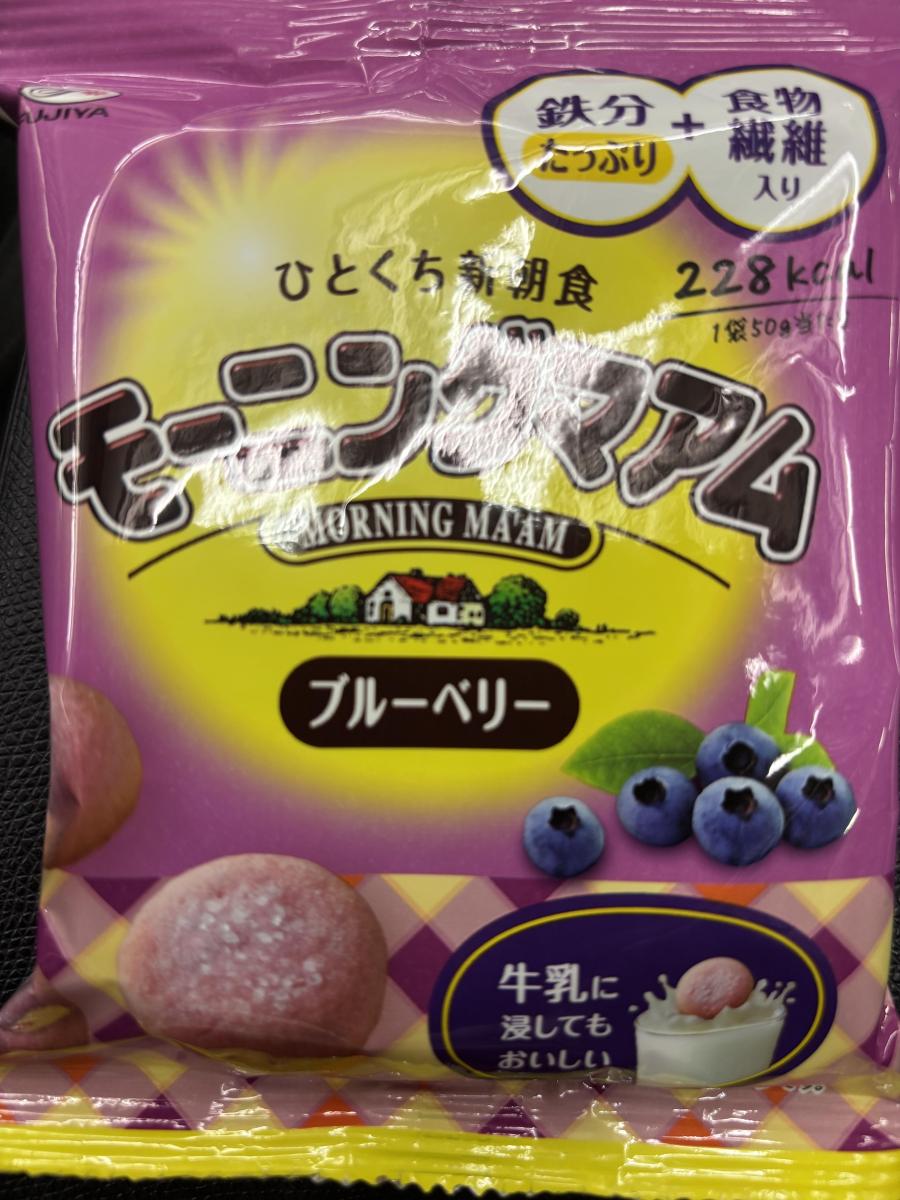 FUJIYA
鉄分
たっぷり
+
食物
繊維
入り
ひとくち新朝食
228kcal
1袋50g当たり
モーニングマアム
MORNING MA'AM
ブルーベリー
牛乳に
浸しても
おいしい